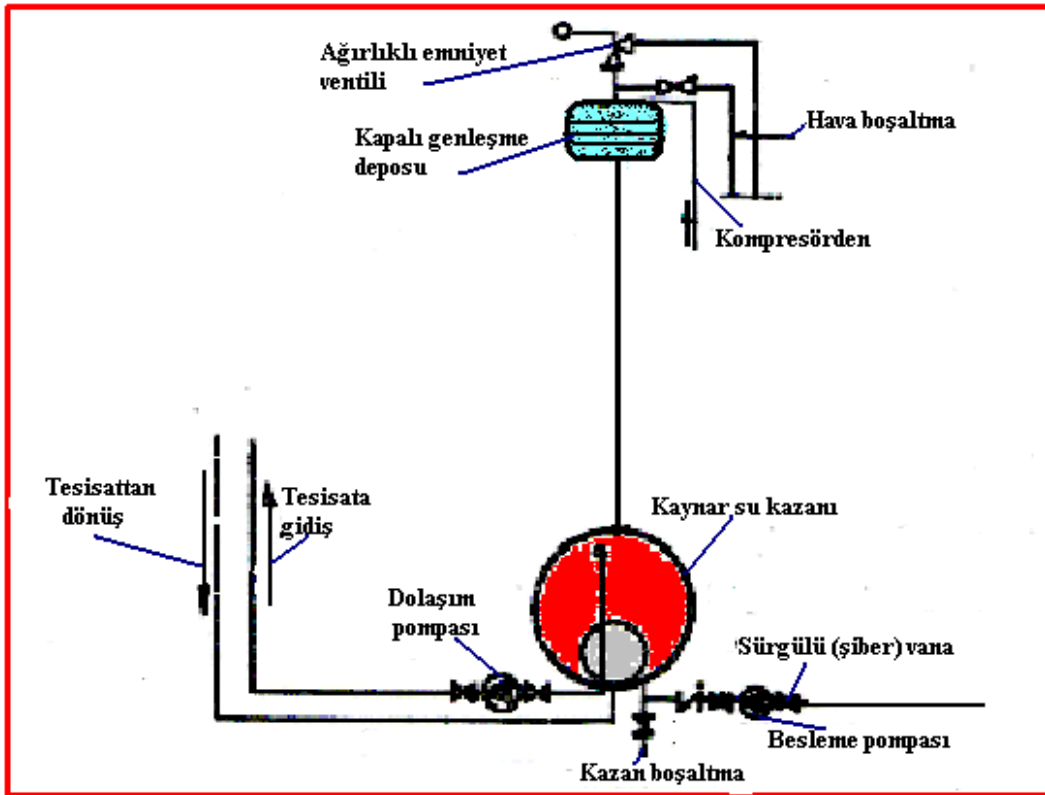 Ağırlıklı emniyet
ventili
Kapalı genleşme
deposu
Hava boşaltma
Kompresörden
Tesisattan
dönüş
Tesisata
gidiş
Kaynar su kazanı
Dolaşım
pompası
Sürgülü (şiber) vana
Besleme pompası
Kazan boşaltma